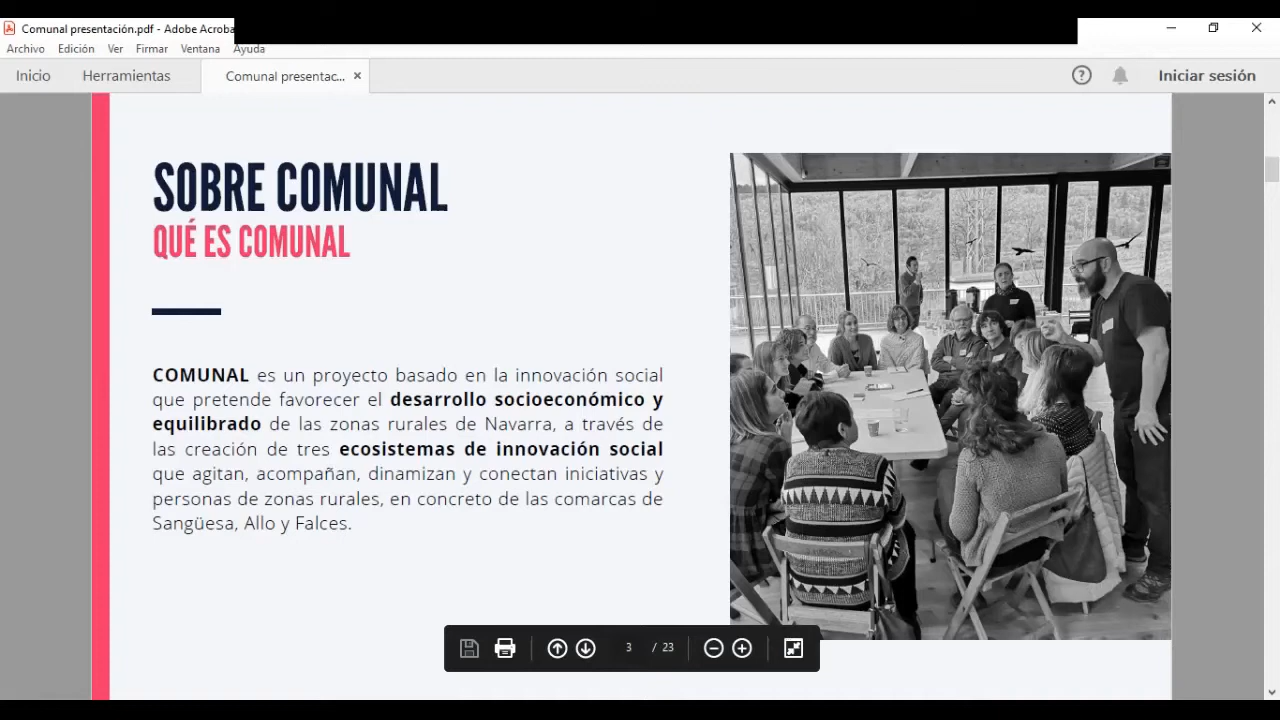 Comunal presentación.pdf - Adobe Acroba
Archivo Edición Ver Firmar Ventana Ayuda
Inicio Herramientas Comunal presentac... × Iniciar sesión
SOBRE COMUNAL
QUÉ ES COMUNAL
COMUNAL es un proyecto basado en la innovación social
que pretende favorecer el desarrollo socioeconómico y
equilibrado de las zonas rurales de Navarra, a través de
las creación de tres ecosistemas de innovación social
que agitan, acompañan, dinamizan y conectan iniciativas y
personas de zonas rurales, en concreto de las comarcas de
Sangüesa, Allo y Falces.
3 / 23